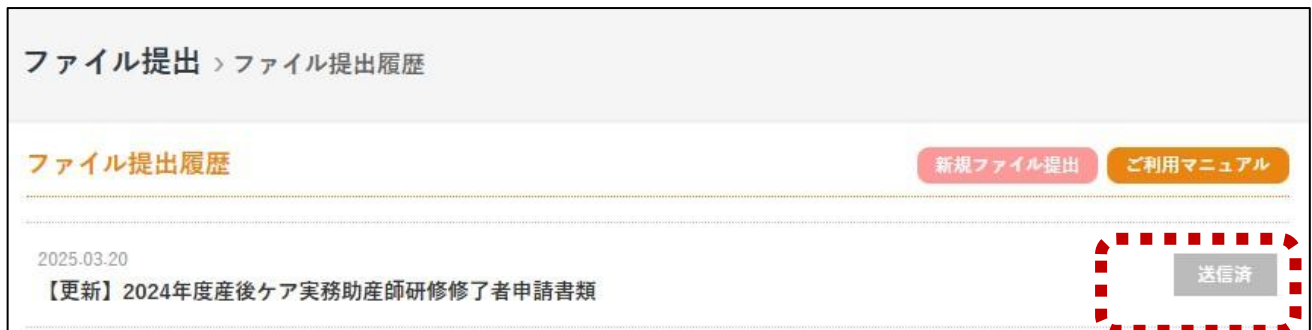 ファイル提出 › ファイル提出履歴
ファイル提出履歴
新規ファイル提出
ご利用マニュアル
2025.03.20
【更新】2024年度産後ケア実務助産師研修修了者申請書類
送信済